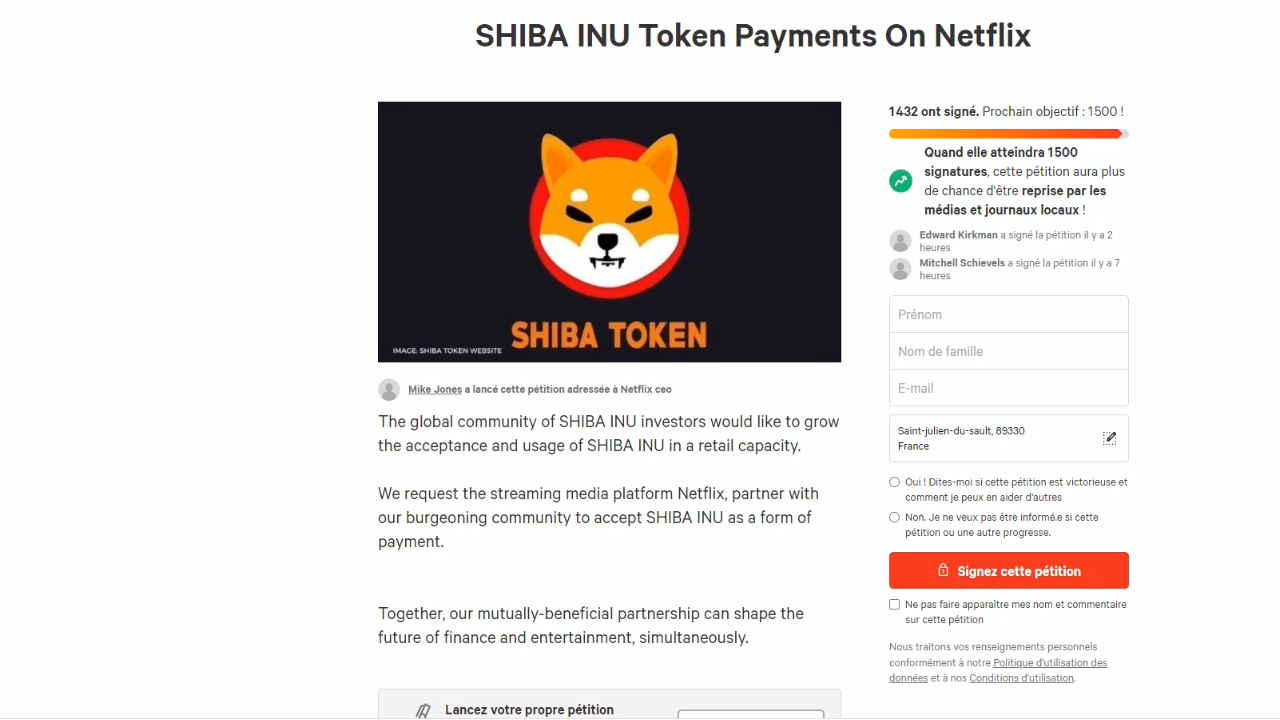 SHIBA INU Token Payments On Netflix
IMAGE: SHIBA TOKEN WEBSITE
SHIBA TOKEN
Mike Jones a lancé cette pétition adressée à Netflix ceo
The global community of SHIBA INU investors would like to grow
the acceptance and usage of SHIBA INU in a retail capacity.
We request the streaming media platform Netflix, partner with
our burgeoning community to accept SHIBA INU as a form of
payment.
Together, our mutually-beneficial partnership can shape the
future of finance and entertainment, simultaneously.
Lancez votre propre pétition
1432 ont signé. Prochain objectif : 1500 !
Quand elle atteindra 1500
signatures, cette pétition aura plus
de chance d'être reprise par les
médias et journaux locaux !
Edward Kirkman a signé la pétition il y a 2
heures
Mitchell Schievels a signé la pétition il y a 7
heures
Prénom
Nom de famille
E-mail
Saint-julien-du-sault, 89330
France
Oui ! Dites-moi si cette pétition est victorieuse et
comment je peux en aider d'autres
Non. Je ne veux pas être informé.e si cette
pétition ou une autre progresse.
Signez cette pétition
Ne pas faire apparaître mes nom et commentaire
sur cette pétition
Nous traitons vos renseignements personnels
conformément à notre Politique d'utilisation des
données et à nos Conditions d'utilisation.